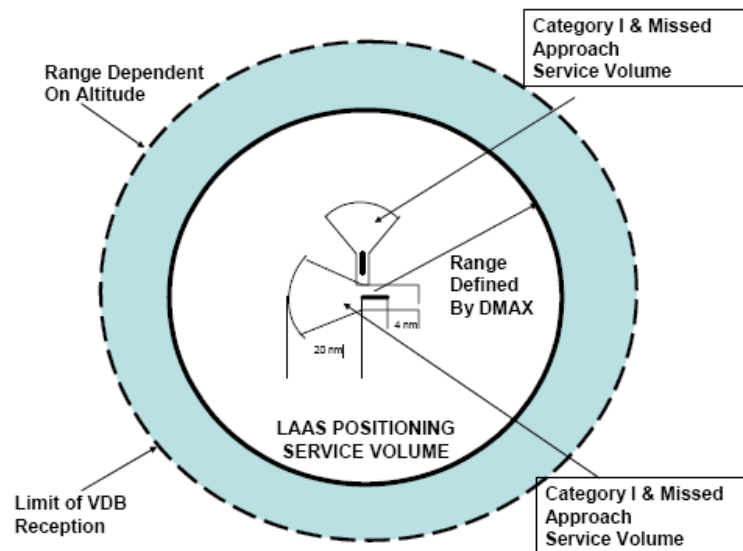 Category I & Missed
Approach
Service Volume
Range Dependent
On Altitude
Range
Defined
By DMAX
4 nm
20 nm
LAAS POSITIONING
SERVICE VOLUME
Limit of VDB
Reception
Category I & Missed
Approach
Service Volume